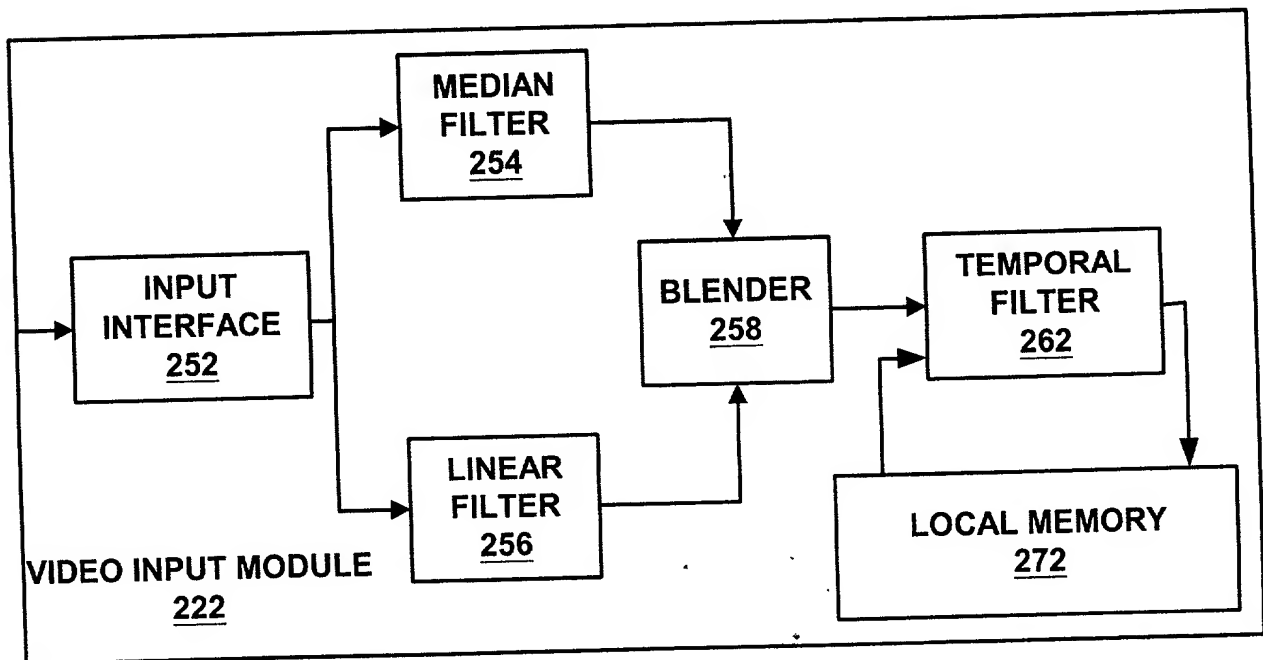 MEDIAN
FILTER
254
INPUT
INTERFACE
252
BLENDER
258
TEMPORAL
FILTER
262
LINEAR
FILTER
256
LOCAL MEMORY
272
VIDEO INPUT MODULE
222